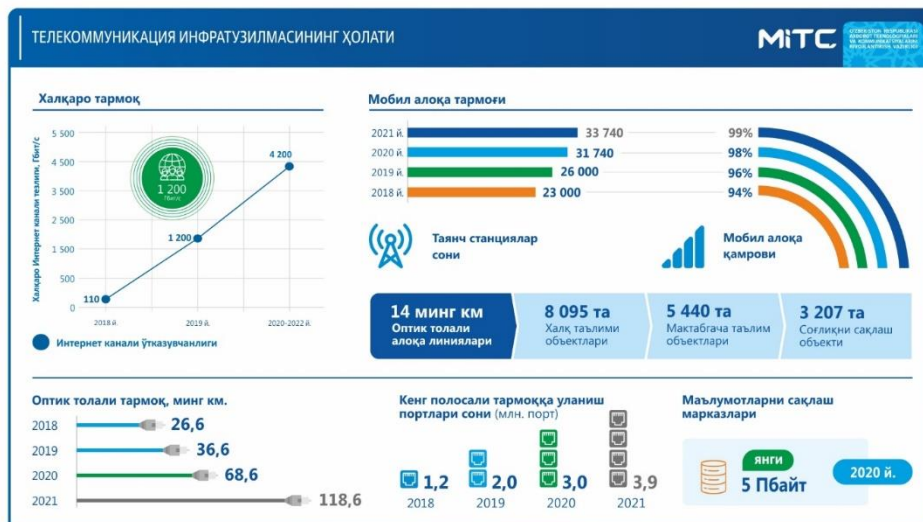 ТЕЛЕКОММУНИКАЦИЯ ИНФРАТУЗИЛМАСИНИНГ ҲОЛАТИ
MiTC
Халқаро тармоқ
Халқаро Интернет канали тезлиги, Гбит/с
5 500
4 500
3 500
2 500
1 500
500
0
1 200
Гбит/с
110
1 200
4 200
2018 й.
2019 й.
2020-2022 й.
Интернет канали ўтказувчанлиги
Мобил алоқа тармоғи
2021 й. 33 740 99%
2020 й. 31 740 98%
2019 й. 26 000 96%
2018 й. 23 000 94%
Таянч станциялар
сони
Мобил алоқа
қамрови
14 минг км
Оптик толали
алоқа линиялари
8 095 та
Халқ таълими
объектлари
5 440 та
Мактабгача таълим
объектлари
3 207 та
Соғлиқни сақлаш
объекти
Оптик толали тармоқ, минг км.
2018 26,6
2019 36,6
2020 68,6
2021 118,6
Кенг полосали тармоққа уланиш
портлари сони (млн. порт)
1,2 2,0 3,0 3,9
2018 2019 2020 2021
Маълумотларни сақлаш
марказлари
ЯНГИ
5 Пбайт
2020 й.